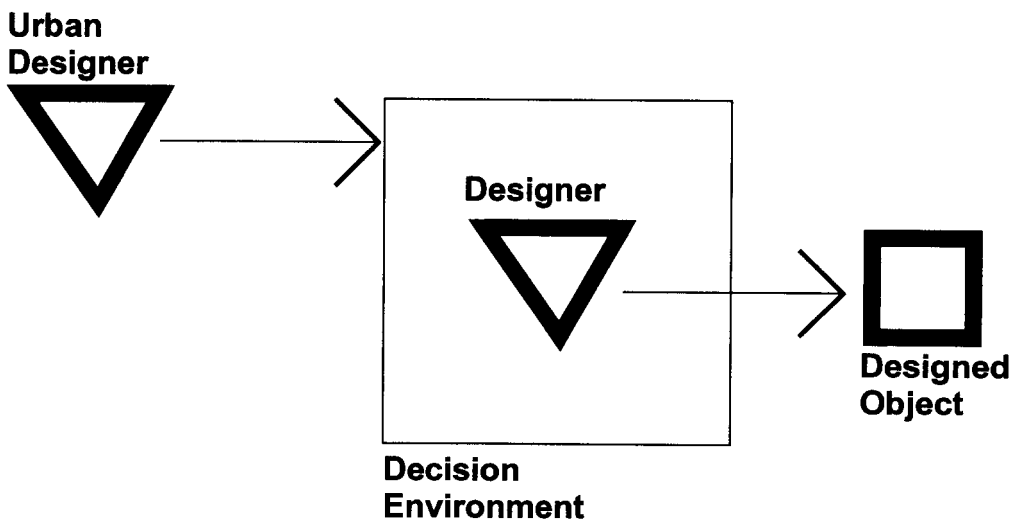 Urban
Designer
Designer
Designed
Object
Decision
Environment